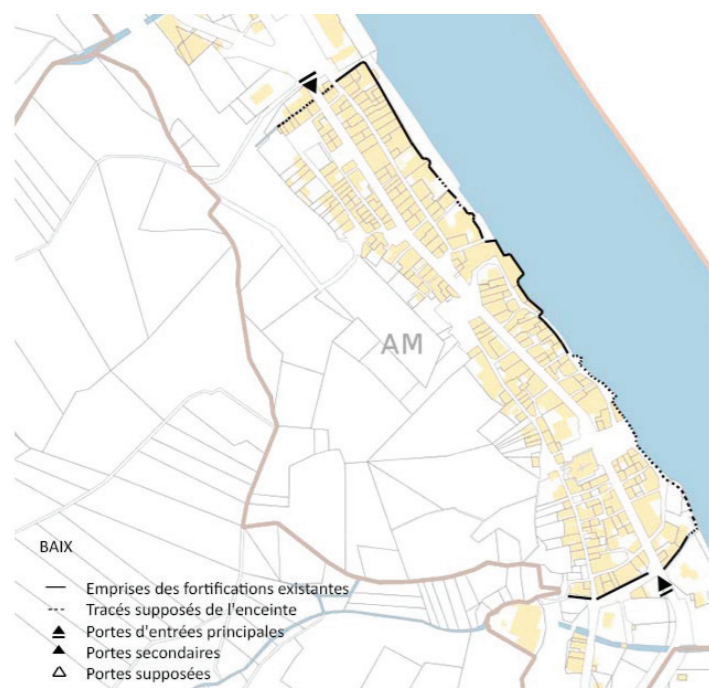 AM
BAIX
Emprises des fortifications existantes
Tracés supposés de l'enceinte
Portes d'entrées principales
Portes secondaires
Portes supposées